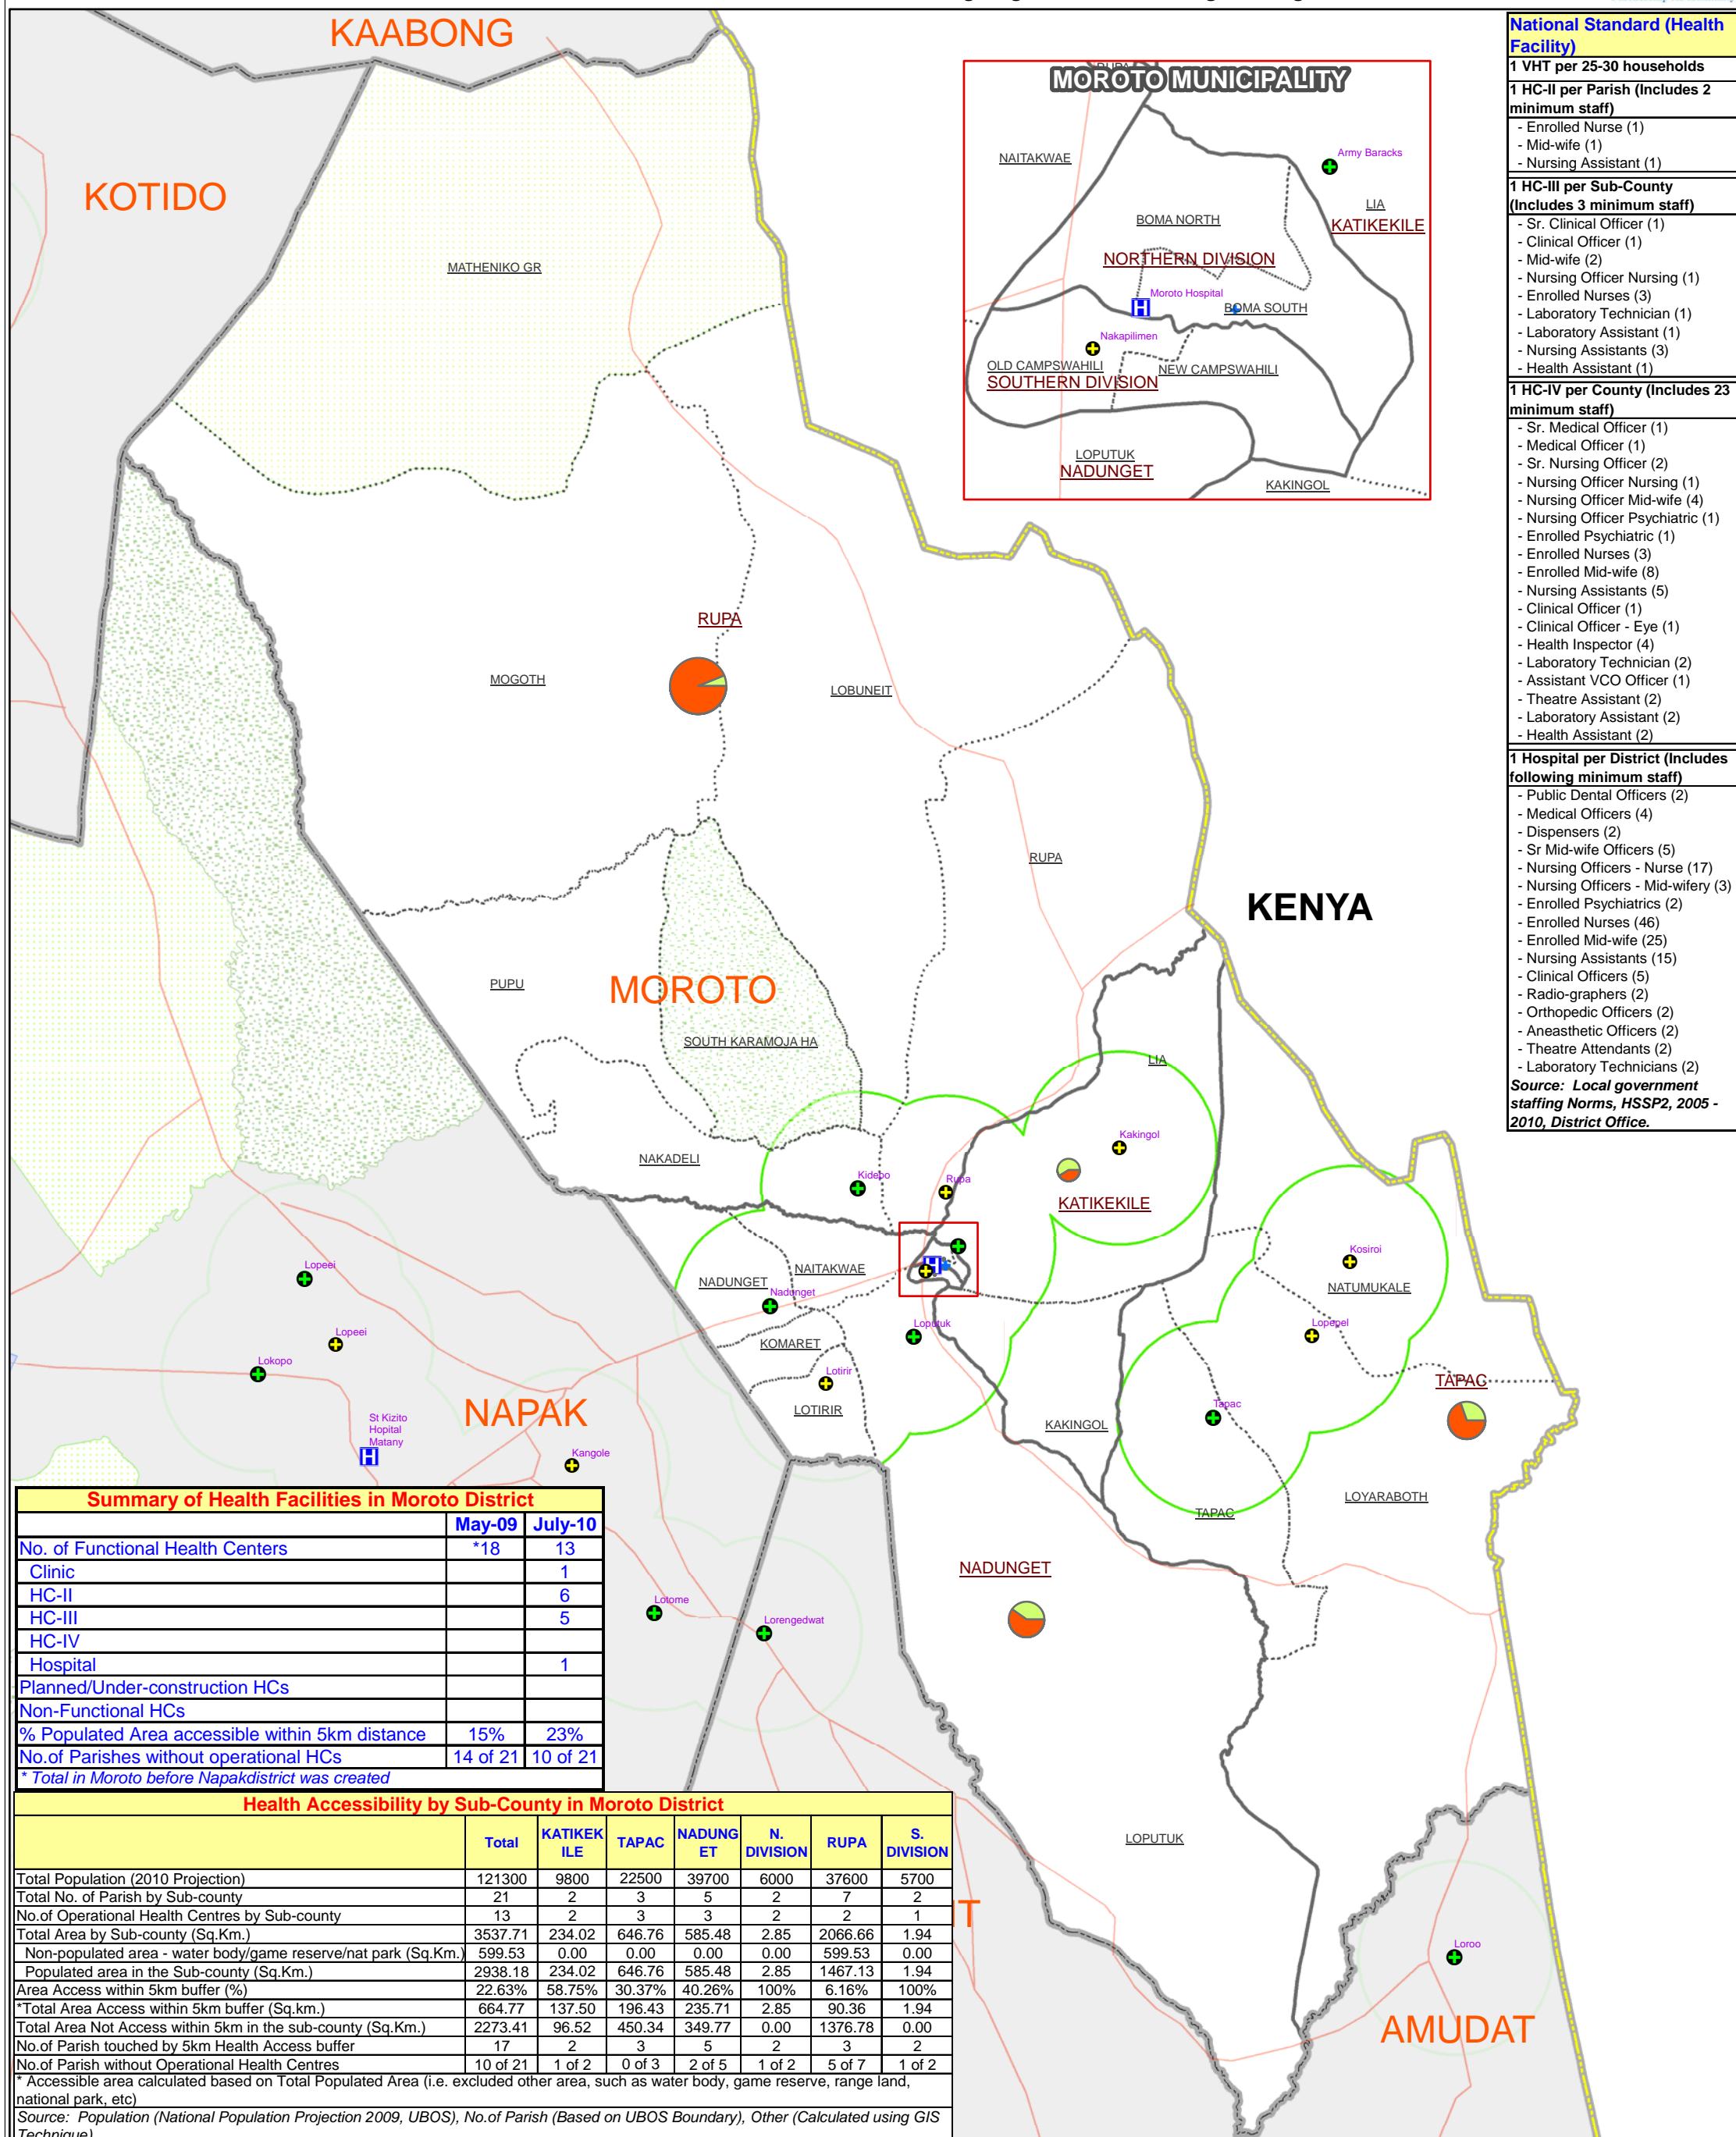 KAABONG
KOTIDO
MATHENIKO GR
MOROTO MUNICIPALITY
NAITAKWAE
Army Baracks
LIA
KATIKEKILE
BOMA NORTH
NORTHERN DIVISION
Moroto Hospital
BOMA SOUTH
Nakapilimen
OLD CAMPSWAHILI
NEW CAMPSWAHILI
SOUTHERN DIVISION
LOPUTUK
NADUNGET
KAKINGOL
National Standard (Health
Facility)
1 VHT per 25-30 households
1 HC-II per Parish (Includes 2
minimum staff)
- Enrolled Nurse (1)
- Mid-wife (1)
- Nursing Assistant (1)
1 HC-III per Sub-County
(Includes 3 minimum staff)
- Sr. Clinical Officer (1)
- Clinical Officer (1)
- Mid-wife (2)
- Nursing Officer Nursing (1)
- Enrolled Nurses (3)
- Laboratory Technician (1)
- Laboratory Assistant (1)
- Nursing Assistants (3)
- Health Assistant (1)
1 HC-IV per County (Includes 23
minimum staff)
- Sr. Medical Officer (1)
- Medical Officer (1)
- Sr. Nursing Officer (2)
- Nursing Officer Nursing (1)
- Nursing Officer Mid-wife (4)
- Nursing Officer Psychiatric (1)
- Enrolled Psychiatric (1)
- Enrolled Nurses (3)
- Enrolled Mid-wife (8)
- Nursing Assistants (5)
- Clinical Officer (1)
- Clinical Officer - Eye (1)
- Health Inspector (4)
- Laboratory Technician (2)
- Assistant VCO Officer (1)
- Theatre Assistant (2)
- Laboratory Assistant (2)
- Health Assistant (2)
1 Hospital per District (Includes
following minimum staff)
- Public Dental Officers (2)
- Medical Officers (4)
- Dispensers (2)
- Sr Mid-wife Officers (5)
- Nursing Officers - Nurse (17)
- Nursing Officers - Mid-wifery (3)
- Enrolled Psychiatrics (2)
- Enrolled Nurses (46)
- Enrolled Mid-wife (25)
- Nursing Assistants (15)
- Clinical Officers (5)
- Radio-graphers (2)
- Orthopedic Officers (2)
- Aneasthetic Officers (2)
- Theatre Attendants (2)
- Laboratory Technicians (2)
Source: Local government
staffing Norms, HSSP2, 2005 -
2010, District Office.
RUPA
MOGOTH
LOBUNEIT
RUPA
KENYA
PUPU
MOROTO
SOUTH KARAMOJA HA
LIA
Kakingol
NAKADELI
Kidepo
Rupa
KATIKEKILE
Kosiroi
NATUMUKALE
NAITAKWAE
NADUNGET
Nadunget
Loputuk
Lopepel
KOMARET
Lotirir
LOTIRIR
TAPAC
Tapac
KAKINGOL
LOYARABOTH
TAPAC
Lopeei
Lopeei
Lokopo
NAPAK
St Kizito
Hopital
Matany
Kangole
NADUNGET
Lotome
Lorengedwat
LOPUTUK
Loroo
AMUDAT
IT
Summary of Health Facilities in Moroto District
May-09 July-10
No. of Functional Health Centers *18 13
Clinic 1
HC-II 6
HC-III 5
HC-IV
Hospital 1
Planned/Under-construction HCs
Non-Functional HCs
% Populated Area accessible within 5km distance 15% 23%
No.of Parishes without operational HCs 14 of 21 10 of 21
* Total in Moroto before Napakdistrict was created
Health Accessibility by Sub-County in Moroto District
Total KATIKEK ILE TAPAC NADUNG ET N. DIVISION RUPA S. DIVISION
Total Population (2010 Projection) 121300 9800 22500 39700 6000 37600 5700
Total No. of Parish by Sub-county 21 2 3 5 2 7 2
No.of Operational Health Centres by Sub-county 13 2 3 3 2 2 1
Total Area by Sub-county (Sq.Km.) 3537.71 234.02 646.76 585.48 2.85 2066.66 1.94
Non-populated area - water body/game reserve/nat park (Sq.Km.) 599.53 0.00 0.00 0.00 0.00 599.53 0.00
Populated area in the Sub-county (Sq.Km.) 2938.18 234.02 646.76 585.48 2.85 1467.13 1.94
Area Access within 5km buffer (%) 22.63% 58.75% 30.37% 40.26% 100% 6.16% 100%
*Total Area Access within 5km buffer (Sq.km.) 664.77 137.50 196.43 235.71 2.85 90.36 1.94
Total Area Not Access within 5km in the sub-county (Sq.Km.) 2273.41 96.52 450.34 349.77 0.00 1376.78 0.00
No.of Parish touched by 5km Health Access buffer 17 2 3 5 2 3 2
No.of Parish without Operational Health Centres 10 of 21 1 of 2 0 of 3 2 of 5 1 of 2 5 of 7 1 of 2
* Accessible area calculated based on Total Populated Area (i.e. excluded other area, such as water body, game reserve, range land,
national park, etc)
Source: Population (National Population Projection 2009, UBOS), No.of Parish (Based on UBOS Boundary), Other (Calculated using GIS
Technique)